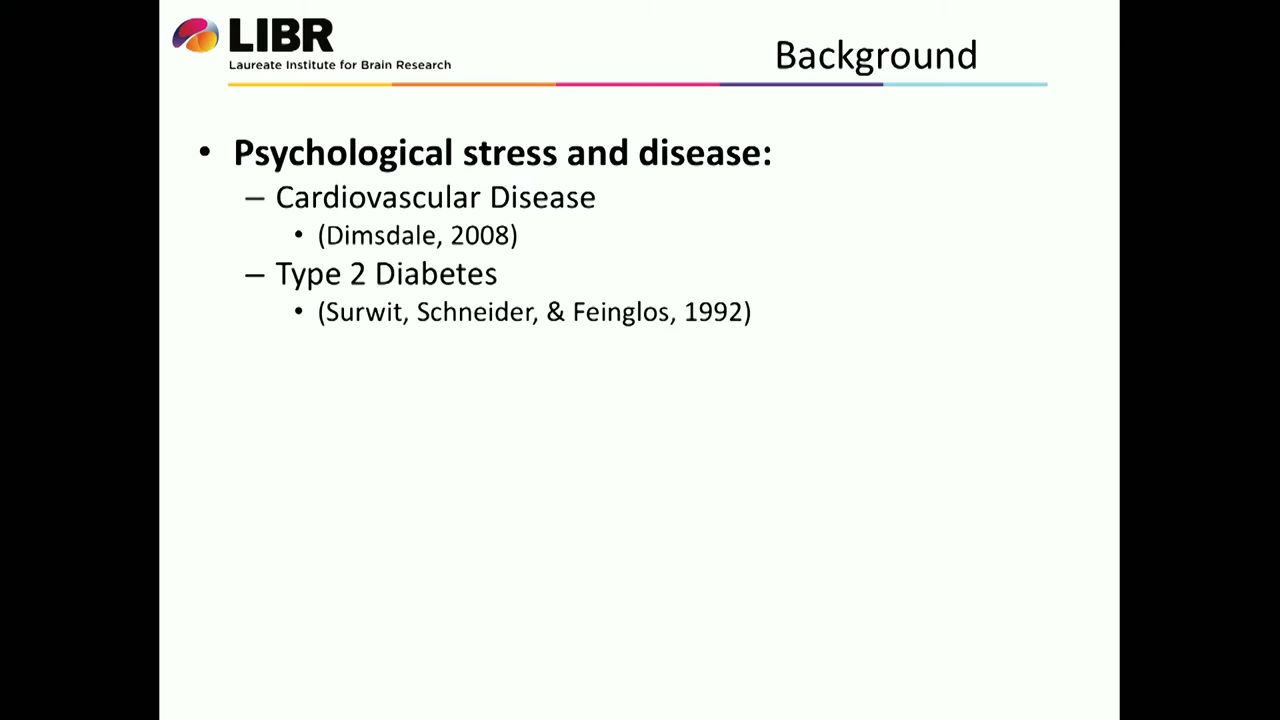 LIBR
Laureate Institute for Brain Research
Background
• Psychological stress and disease:
– Cardiovascular Disease
• (Dimsdale, 2008)
– Type 2 Diabetes
• (Surwit, Schneider, & Feinglos, 1992)